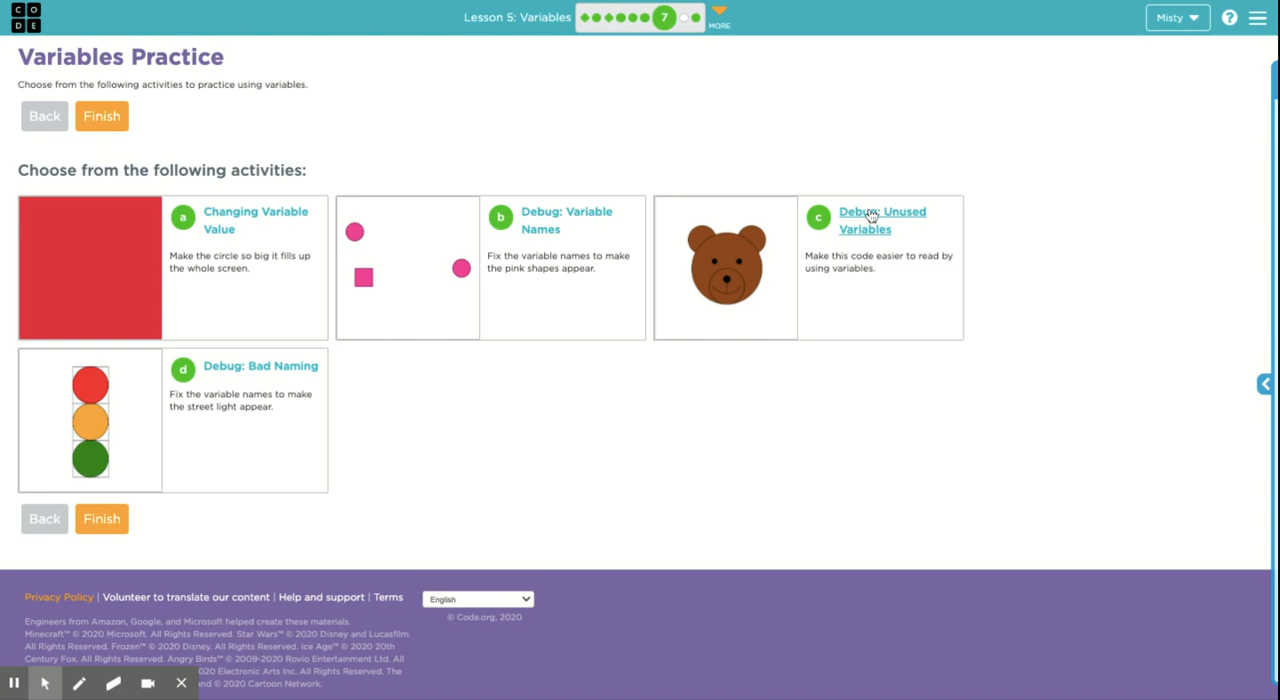 C O
D E
Lesson 5: Variables
7
MORE
Misty
?
Variables Practice
Choose from the following activities to practice using variables.
Back
Finish
Choose from the following activities:
a
Changing Variable
Value
Make the circle so big it fills up
the whole screen.
b
Debug: Variable
Names
Fix the variable names to make
the pink shapes appear.
c
Debug: Unused
Variables
Make this code easier to read by
using variables.
d
Debug: Bad Naming
Fix the variable names to make
the street light appear.
Back
Finish
Privacy Policy | Volunteer to translate our content | Help and support | Terms
English
© Code.org, 2020
Engineers from Amazon, Google, and Microsoft helped create these materials.
Minecraft™ © 2020 Microsoft. All Rights Reserved. Star Wars™ © 2020 Disney and Lucasfilm.
All Rights Reserved. Frozen™ © 2020 Disney. All Rights Reserved. Ice Age™ © 2020 20th
Century Fox. All Rights Reserved. Angry Birds™ © 2009-2020 Rovio Entertainment Ltd. All
020 Electronic Arts Inc. All Rights Reserved. The
nd © 2020 Cartoon Network.